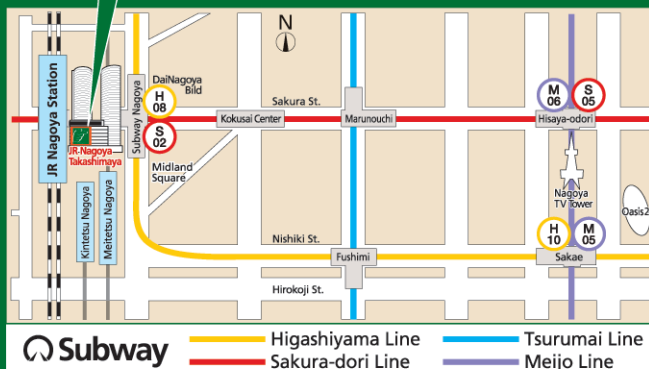 N
JR Nagoya Station
JR Nagoya
Takashimaya
Kintetsu Nagoya
Meitetsu Nagoya
Subway Nagoya
DaiNagoya
Bild
H
08
S
02
Midland
Square
Sakura St.
Kokusai Center
Marunouchi
M
06
S
05
Hisaya-odori
Nagoya
TV Tower
Oasis2
H
10
M
05
Nishiki St.
Fushimi
Sakae
Hirokoji St.
Subway
Higashiyama Line
Tsurumai Line
Sakura-dori Line
Meijo Line